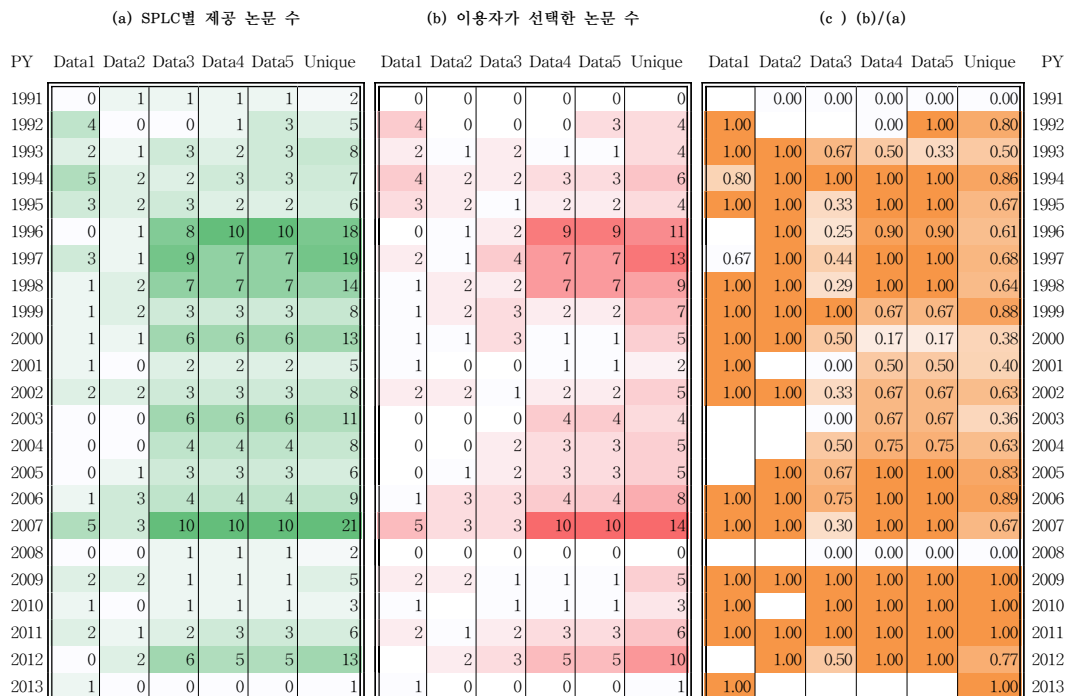 (a) SPLC별 제공 논문 수 (b) 이용자가 선택한 논문 수 (c ) (b)/(a)
PY Data1 Data2 Data3 Data4 Data5 Unique Data1 Data2 Data3 Data4 Data5 Unique Data1 Data2 Data3 Data4 Data5 Unique PY
1991 0 1 1 1 1 2 0 0 0 0 0 0 0.00 0.00 0.00 0.00 0.00 1991
1992 4 0 0 1 3 5 4 0 0 0 3 4 1.00 0.00 1.00 0.80 1992
1993 2 1 3 2 3 8 2 1 2 1 1 4 1.00 1.00 0.67 0.50 0.33 0.50 1993
1994 5 2 2 3 3 7 4 2 2 3 3 6 0.80 1.00 1.00 1.00 1.00 0.86 1994
1995 3 2 3 2 2 6 3 2 1 2 2 4 1.00 1.00 0.33 1.00 1.00 0.67 1995
1996 0 1 8 10 10 18 0 1 2 9 9 11 1.00 0.25 0.90 0.90 0.61 1996
1997 3 1 9 7 7 19 2 1 4 7 7 13 0.67 1.00 0.44 1.00 1.00 0.68 1997
1998 1 2 7 7 7 14 1 2 2 7 7 9 1.00 1.00 0.29 1.00 1.00 0.64 1998
1999 1 2 3 3 3 8 1 2 3 2 2 7 1.00 1.00 1.00 0.67 0.67 0.88 1999
2000 1 1 6 6 6 13 1 1 3 1 1 5 1.00 1.00 0.50 0.17 0.17 0.38 2000
2001 1 0 2 2 2 5 1 0 0 1 1 2 1.00 0.00 0.50 0.50 0.40 2001
2002 2 2 3 3 3 8 2 2 1 2 2 5 1.00 1.00 0.33 0.67 0.67 0.63 2002
2003 0 0 6 6 6 11 0 0 0 4 4 4 0.00 0.67 0.67 0.36 2003
2004 0 0 4 4 4 8 0 0 2 3 3 5 0.50 0.75 0.75 0.63 2004
2005 0 1 3 3 3 6 0 1 2 3 3 5 1.00 0.67 1.00 1.00 0.83 2005
2006 1 3 4 4 4 9 1 3 3 4 4 8 1.00 1.00 0.75 1.00 1.00 0.89 2006
2007 5 3 10 10 10 21 5 3 3 10 10 14 1.00 1.00 0.30 1.00 1.00 0.67 2007
2008 0 0 1 1 1 2 0 0 0 0 0 0 0.00 0.00 0.00 0.00 2008
2009 2 2 1 1 1 5 2 2 1 1 1 5 1.00 1.00 1.00 1.00 1.00 1.00 2009
2010 1 0 1 1 1 3 1 1 1 1 3 1.00 1.00 1.00 1.00 1.00 2010
2011 2 1 2 3 3 6 2 1 2 3 3 6 1.00 1.00 1.00 1.00 1.00 1.00 2011
2012 0 2 6 5 5 13 2 3 5 5 10 1.00 0.50 1.00 1.00 0.77 2012
2013 1 0 0 0 0 1 1 0 0 0 0 1 1.00 1.00 2013